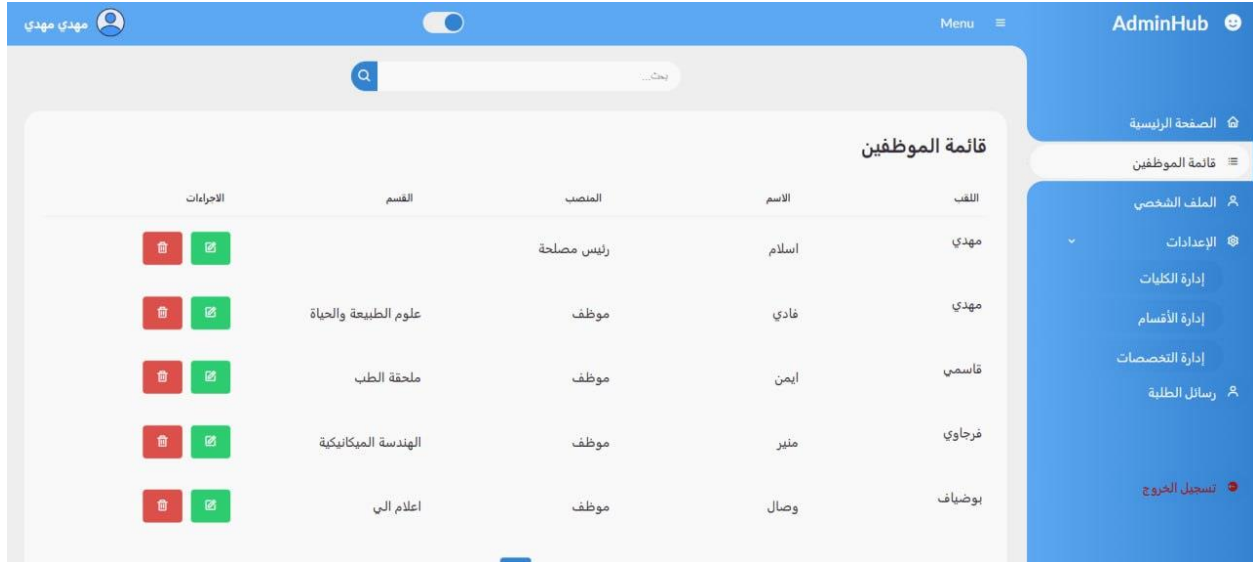 AdminHub
Menu
مهدي مهدي
بحث...
الصفحة الرئيسية
قائمة الموظفين
الملف الشخصي
الإعدادات
إدارة الكليات
إدارة الأقسام
إدارة التخصصات
رسائل الطلبة
تسجيل الخروج
قائمة الموظفين
اللقب الاسم المنصب القسم الاجراءات
مهدي اسلام رئيس مصلحة
مهدي فادي موظف علوم الطبيعة والحياة
قاسمي ايمن موظف ملحقة الطب
فرجاوي منير موظف الهندسة الميكانيكية
بوضياف وصال موظف اعلام الي